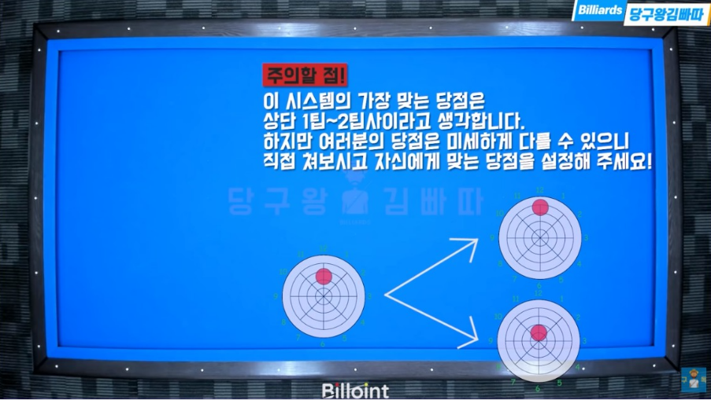 Billiards 당구왕김빠따
주의할 점!
이 시스템의 가장 맞는 당점은
상단 1팁~2팁사이라고 생각합니다.
하지만 여러분의 당점은 미세하게 다를 수 있으니
직접 쳐보시고 자신에게 맞는 당점을 설정해 주세요!
당구왕 김빠따
Billoint